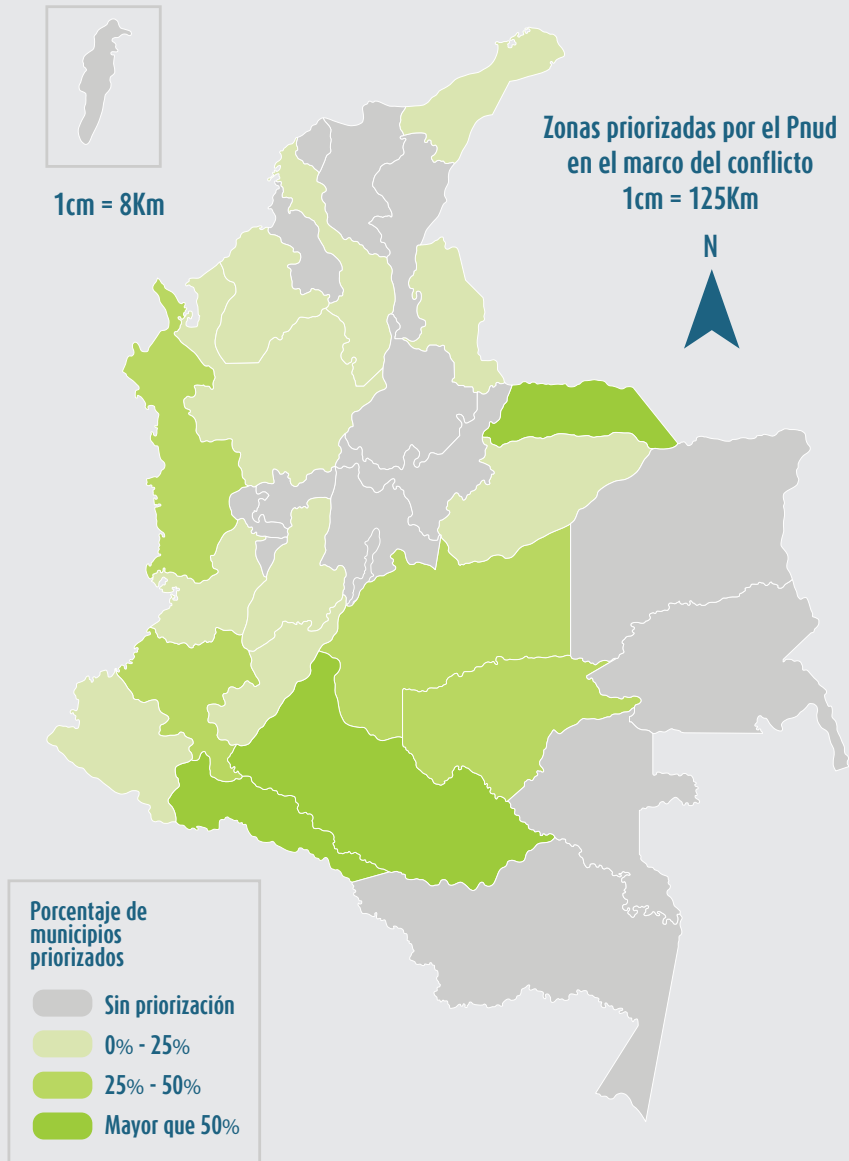 1cm = 8Km
Zonas priorizadas por el Pnud
en el marco del conflicto
1cm = 125Km
N
Porcentaje de
municipios
priorizados
Sin priorización
0% - 25%
25% - 50%
Mayor que 50%